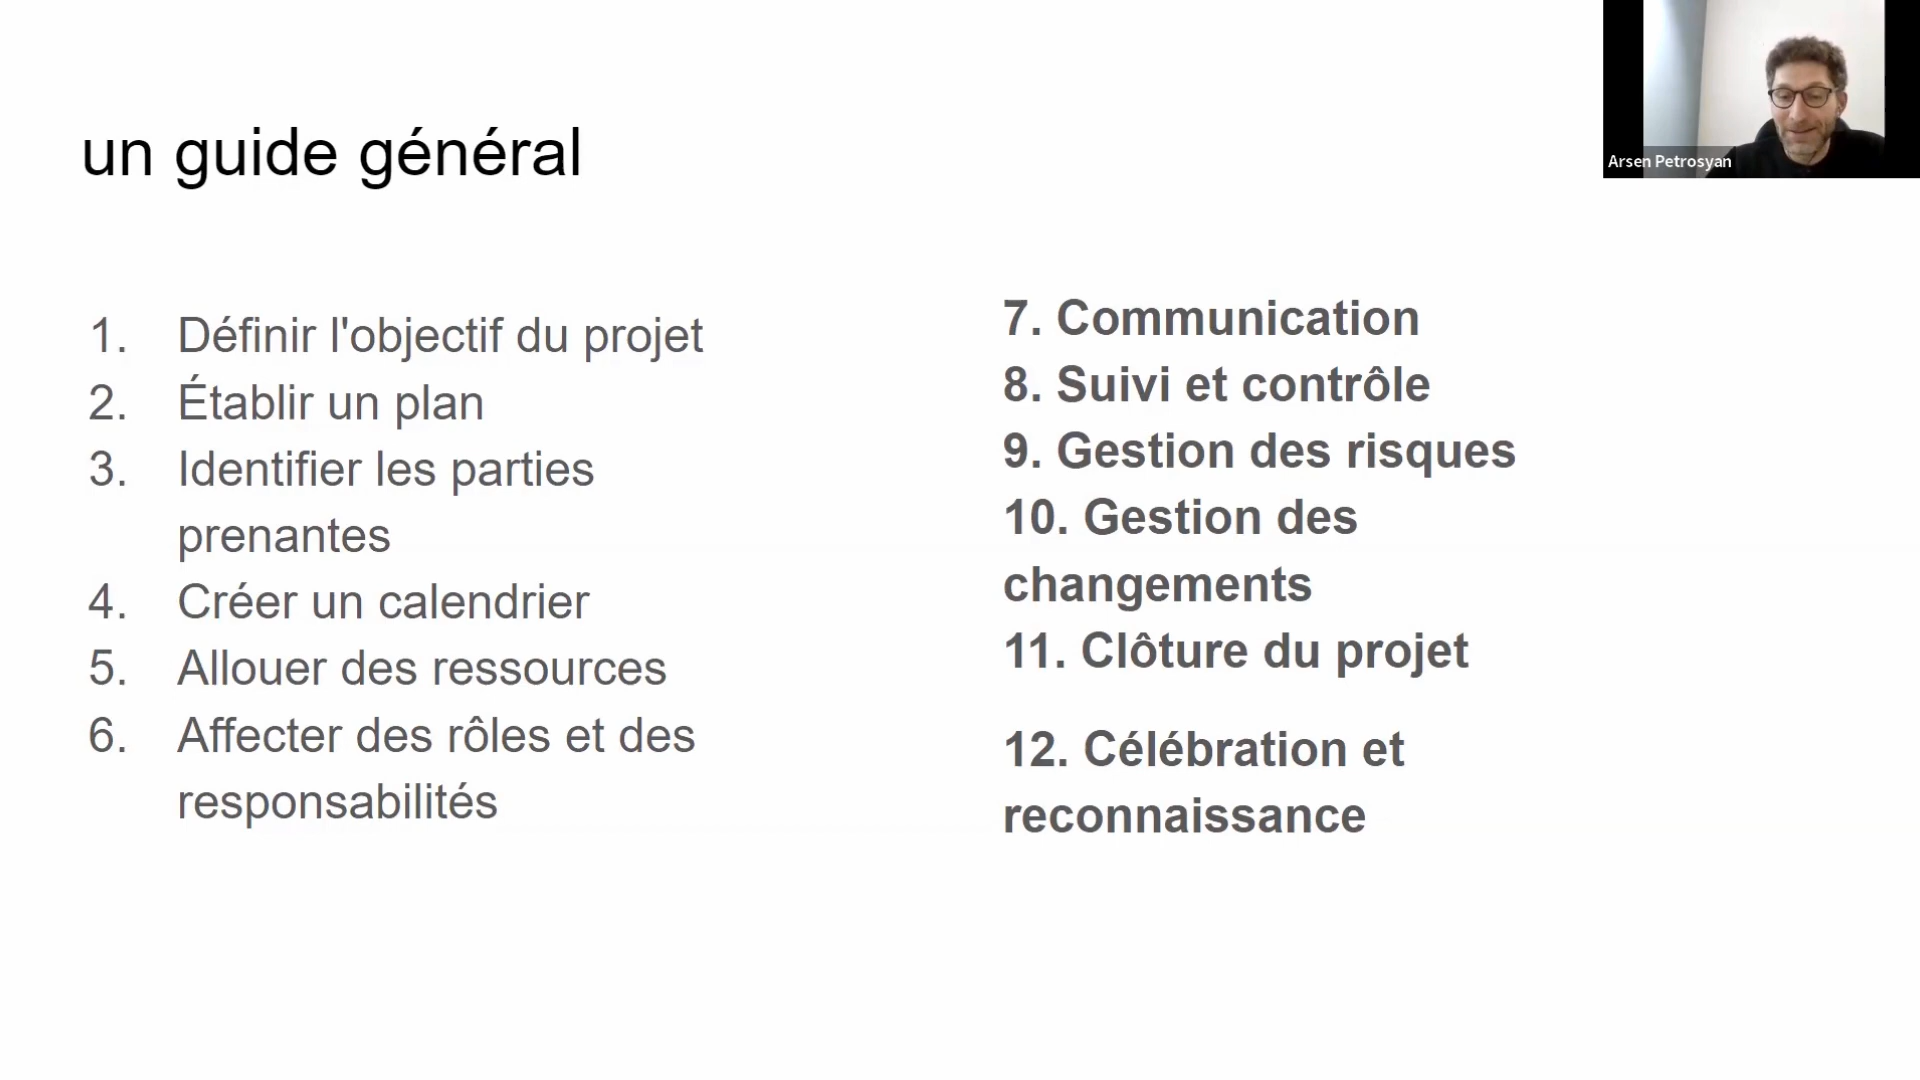 un guide général
Arsen Petrosyan
1. Définir l'objectif du projet
2. Établir un plan
3. Identifier les parties
prenantes
4. Créer un calendrier
5. Allouer des ressources
6. Affecter des rôles et des
responsabilités
7. Communication
8. Suivi et contrôle
9. Gestion des risques
10. Gestion des
changements
11. Clôture du projet
12. Célébration et
reconnaissance